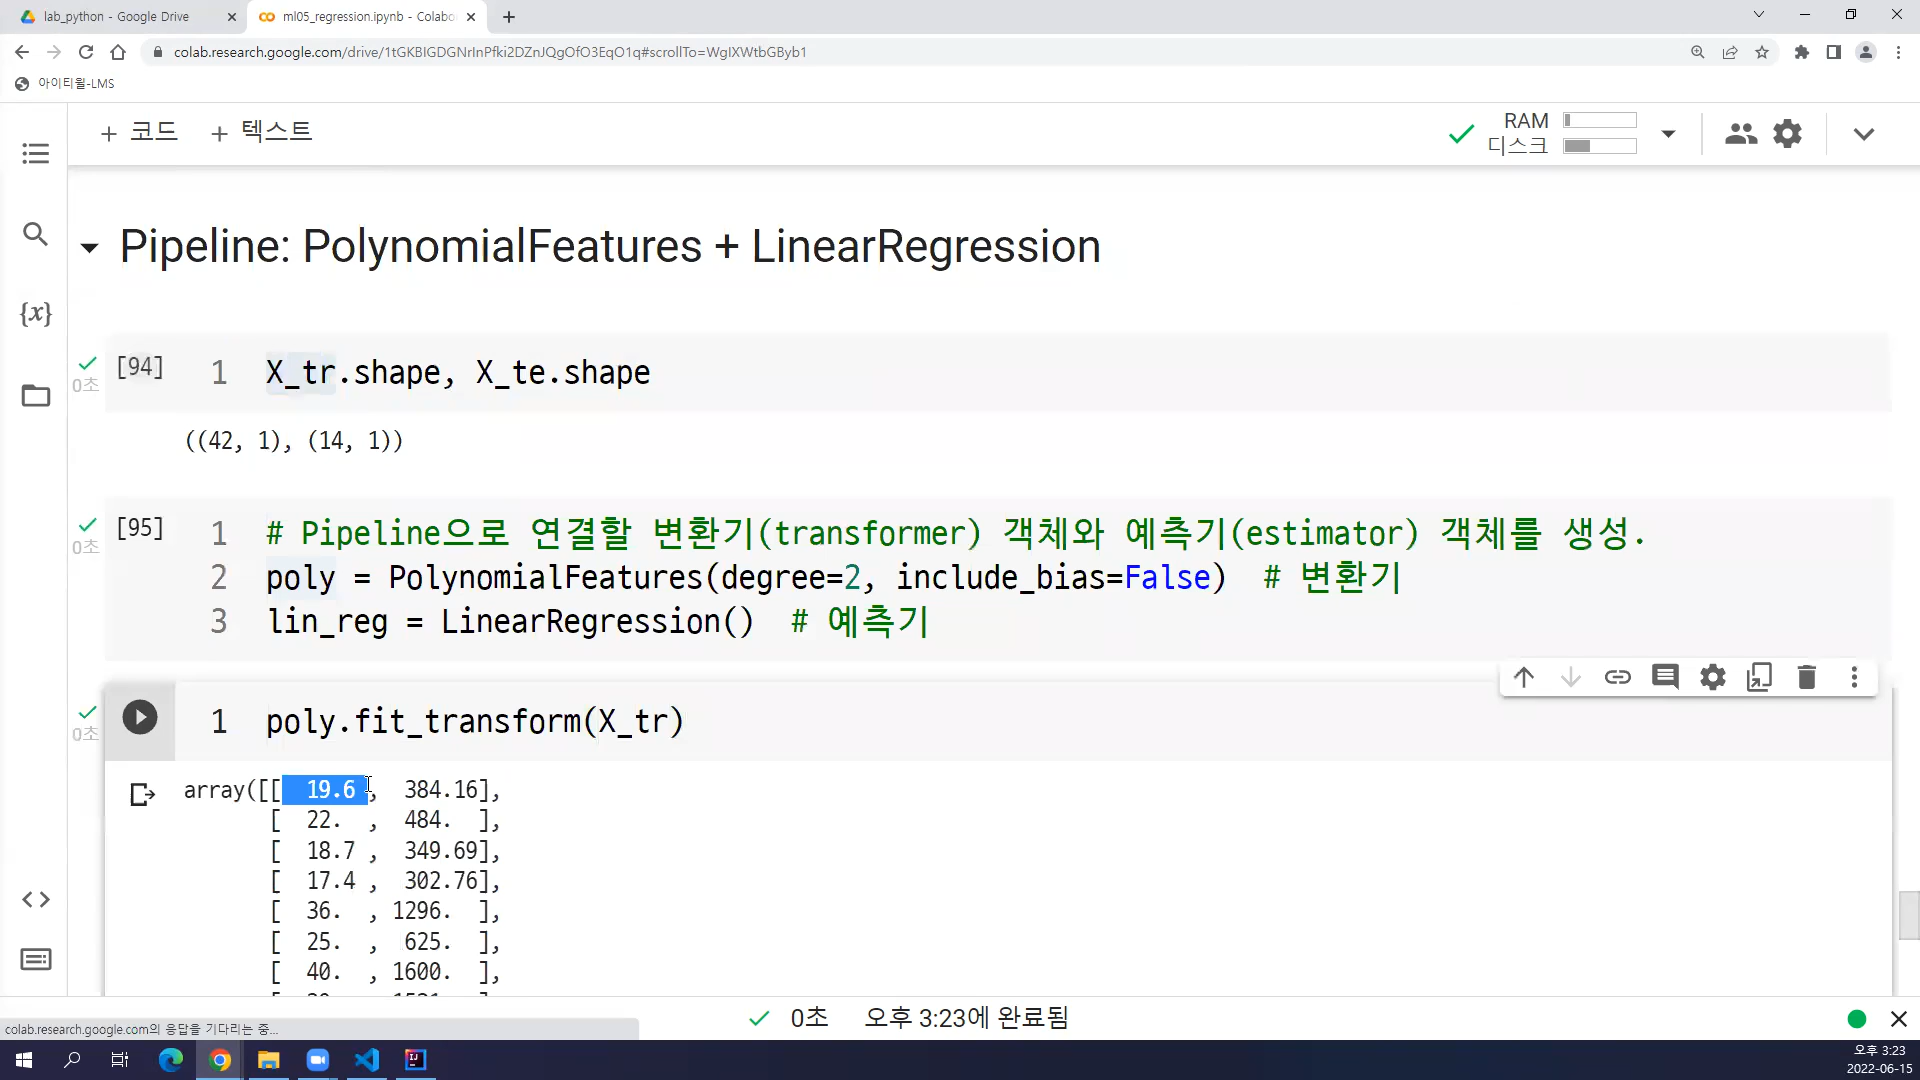 lab_python - Google Drive
ml05_regression.ipynb - Colabo
colab.research.google.com/drive/1tGKBIGDGNrInPfki2DZnJQgOfO3EqO1q#scrollTo=WgIXWtbGByb1
아이티윌-LMS
+ 코드 + 텍스트
RAM
디스크
Pipeline: PolynomialFeatures + LinearRegression
{x}
0초
[94] 1 X_tr.shape, X_te.shape
((42, 1), (14, 1))
0초
[95] 1 # Pipeline으로 연결할 변환기(transformer) 객체와 예측기(estimator) 객체를 생성.
2 poly = PolynomialFeatures(degree=2, include_bias=False) # 변환기
3 lin_reg = LinearRegression() # 예측기
0초
1 poly.fit_transform(X_tr)
array([[ 19.6 , 384.16],
[ 22. , 484. ],
[ 18.7 , 349.69],
[ 17.4 , 302.76],
[ 36. , 1296. ],
[ 25. , 625. ],
[ 40. , 1600. ],
0초 오후 3:23에 완료됨
colab.research.google.com의 응답을 기다리는 중...
오후 3:23
2022-06-15